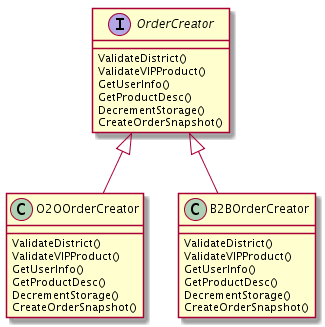 I OrderCreator
ValidateDistrict()
ValidateVIPProduct()
GetUserInfo()
GetProductDesc()
DecrementStorage()
CreateOrderSnapshot()
C O2OOrderCreator
ValidateDistrict()
ValidateVIPProduct()
GetUserInfo()
GetProductDesc()
DecrementStorage()
CreateOrderSnapshot()
C B2BOrderCreator
ValidateDistrict()
ValidateVIPProduct()
GetUserInfo()
GetProductDesc()
DecrementStorage()
CreateOrderSnapshot()